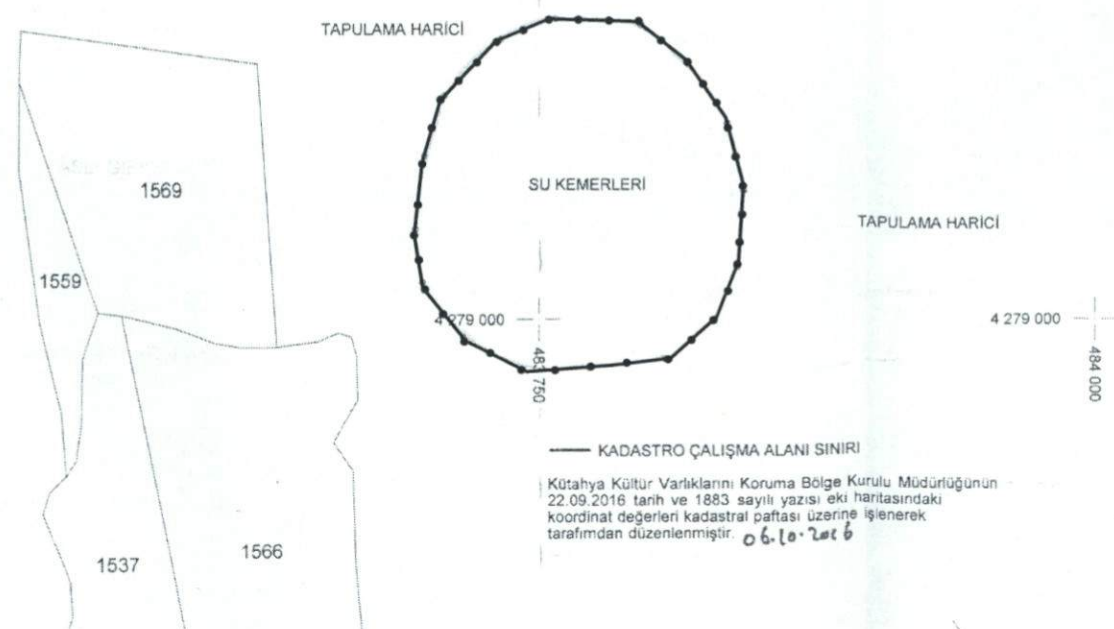 TAPULAMA HARİCİ
1569
SU KEMERLERİ
TAPULAMA HARİCİ
1559
4 279 000
4 279 000
483 750
484 000
KADASTRO ÇALIŞMA ALANI SINIRI
Kütahya Kültür Varlıklarını Koruma Bölge Kurulu Müdürlüğünün
22.09.2016 tarih ve 1883 sayılı yazısı eki haritasındaki
koordinat değerleri kadastral paftası üzerine işlenerek
tarafımdan düzenlenmiştir. 06.10.2016
1566
1537